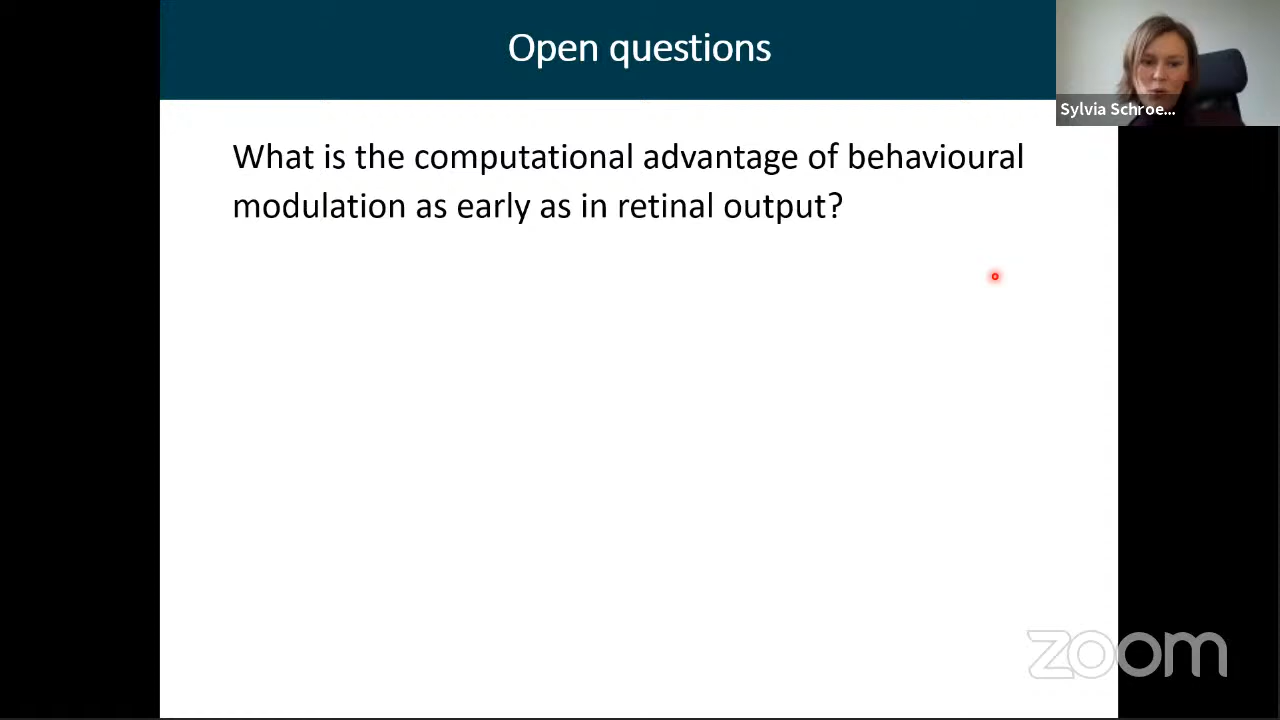 Open questions
Sylvia Schroe...
What is the computational advantage of behavioural
modulation as early as in retinal output?
zoom